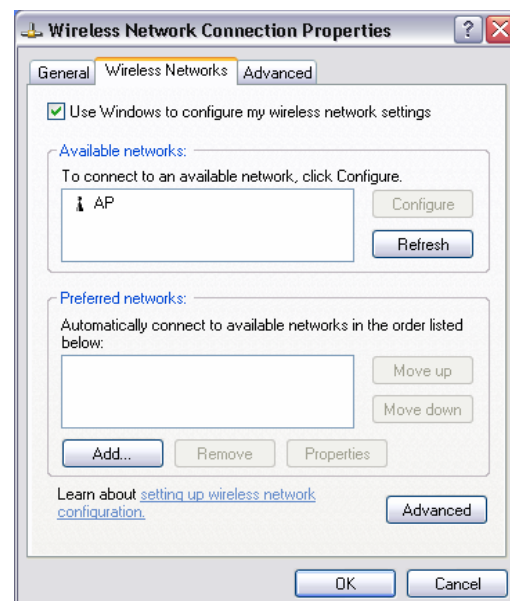 Wireless Network Connection Properties
General Wireless Networks Advanced
Use Windows to configure my wireless network settings
Available networks:
To connect to an available network, click Configure.
AP
Configure
Refresh
Preferred networks:
Automatically connect to available networks in the order listed
below:
Move up
Move down
Add... Remove Properties
Learn about setting up wireless network
configuration.
Advanced
OK Cancel